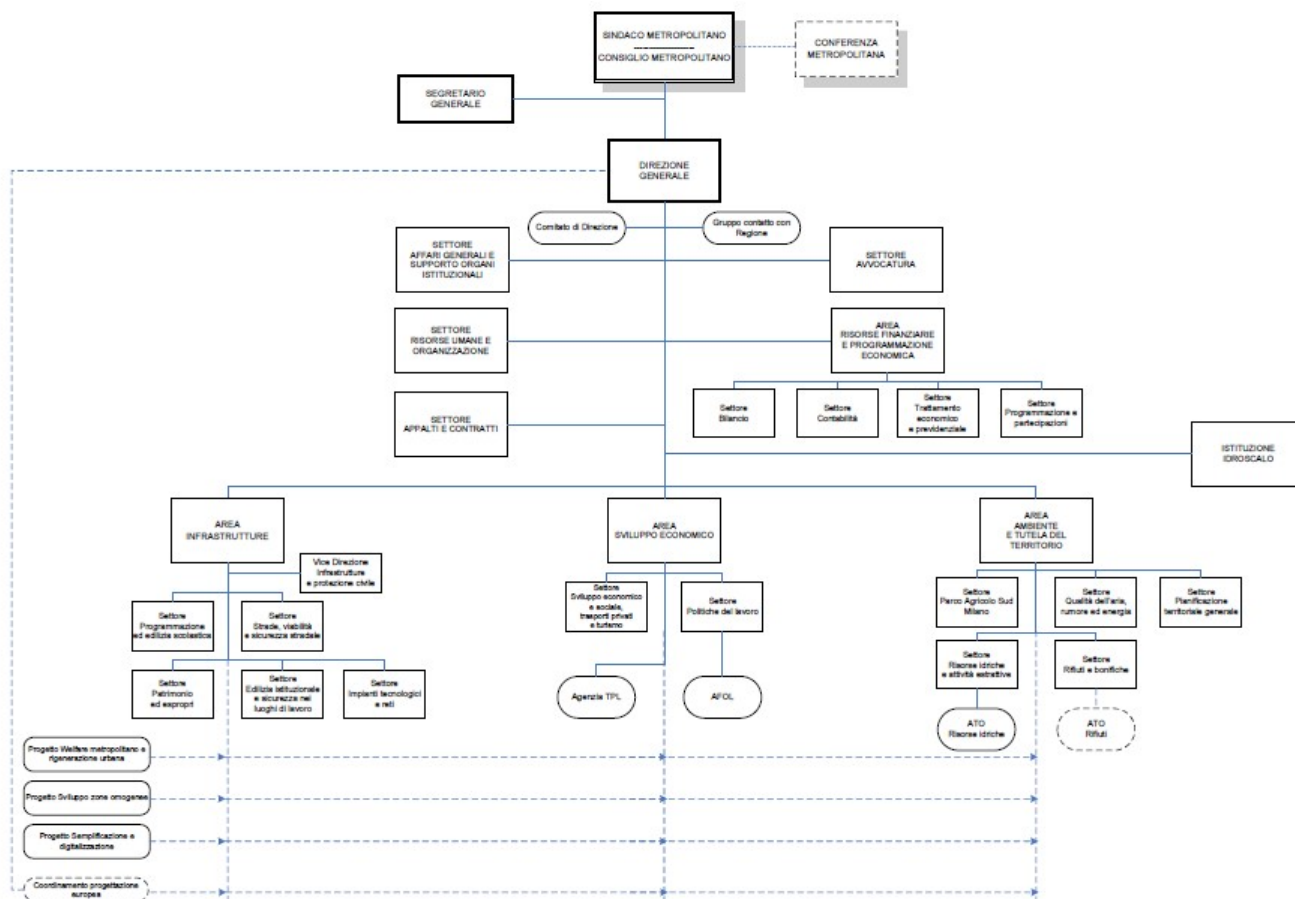 SINDACO METROPOLITANO
CONSIGLIO METROPOLITANO
CONFERENZA
METROPOLITANA
SEGRETARIO
GENERALE
DIREZIONE
GENERALE
Comitato di Direzione
Gruppo contatto con
Regione
SETTORE
AFFARI GENERALI E
SUPPORTO ORGANI
ISTITUZIONALI
SETTORE
AVVOCATURA
SETTORE
RISORSE UMANE E
ORGANIZZAZIONE
AREA
RISORSE FINANZIARIE
E PROGRAMMAZIONE
ECONOMICA
Settore
Bilancio
Settore
Contabilità
Settore
Trattamento
economico
e previdenziale
Settore
Programmazione e
partecipazioni
SETTORE
APPALTI E CONTRATTI
ISTITUZIONE
IDROSCALO
AREA
INFRASTRUTTURE
AREA
SVILUPPO ECONOMICO
AREA
AMBIENTE
E TUTELA DEL
TERRITORIO
Vice Direzione
Infrastrutture
e protezione civile
Settore
Programmazione
ed edilizia scolastica
Settore
Strade, viabilità
e sicurezza stradale
Settore
Sviluppo economico
e sociale,
trasporti privati
e turismo
Settore
Politiche del lavoro
Settore
Parco Agricolo Sud
Milano
Settore
Qualità dell'aria,
rumore ed energia
Settore
Pianificazione
territoriale generale
Settore
Patrimonio
ed espropri
Settore
Edilizia istituzionale
e sicurezza nei
luoghi di lavoro
Settore
Impianti tecnologici
e reti
Agenzia TPL
AFOL
Settore
Risorse idriche
e attività estrattive
Settore
Rifiuti e bonifiche
ATO
Risorse idriche
ATO
Rifiuti
Progetto Welfare metropolitano e
rigenerazione urbana
Progetto Sviluppo zone omogenee
Progetto Semplificazione e
digitalizzazione
Coordinamento progettazione
europea